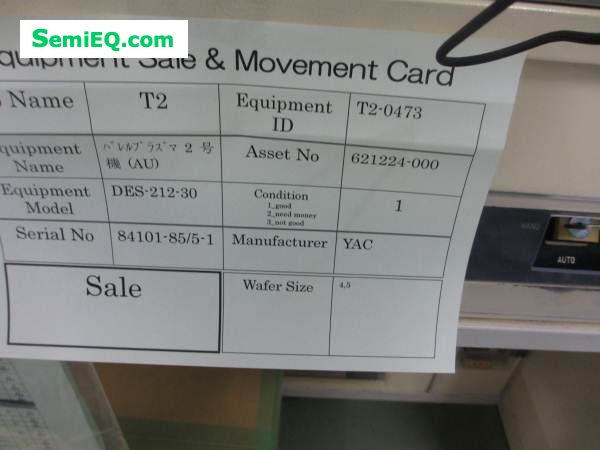 SemiEQ.com
quipment Sale & Movement Card
Name
T2
Equipment
ID
T2-0473
quipment
Name
ﾊﾞﾚﾙﾌﾟﾗｽﾞﾏ 2 号
機 (AU)
Asset No
621224-000
Equipment
Model
DES-212-30
Condition
1_good
2_need money
3_not good
1
Serial No
84101-85/5-1
Manufacturer
YAC
Sale
Wafer Size
4,5
HAND
AUTO